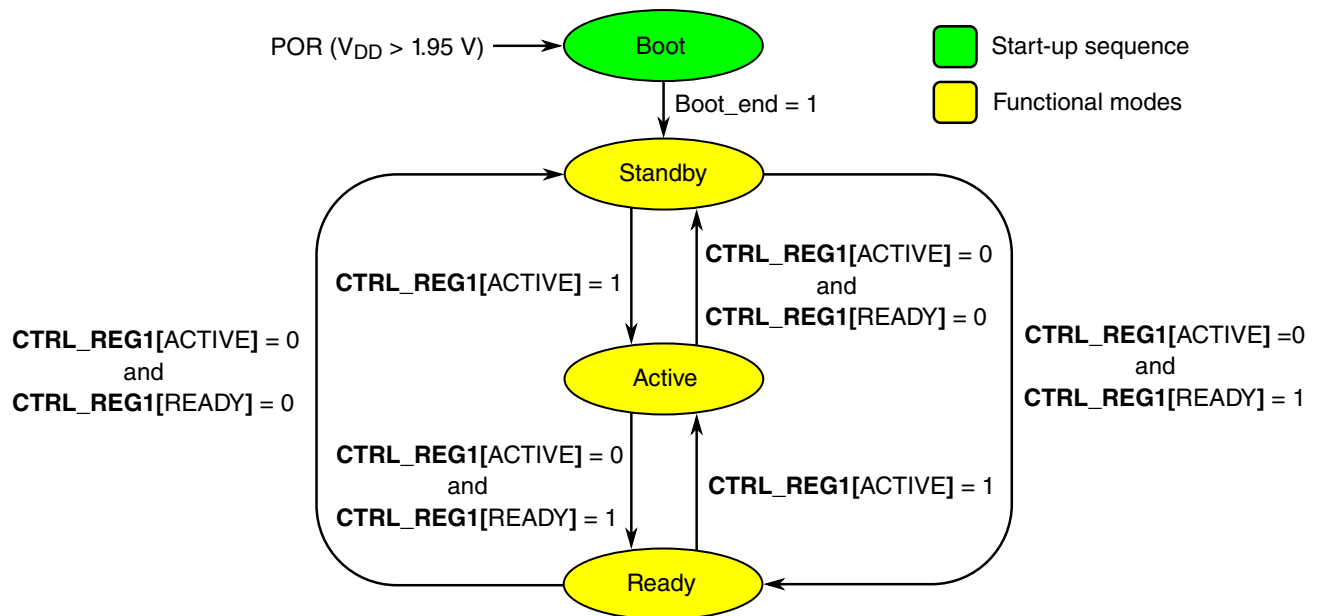 POR (VDD > 1.95 V)
Boot
Start-up sequence
Boot_end = 1
Functional modes
Standby
CTRL_REG1[ACTIVE] = 1
CTRL_REG1[ACTIVE] = 0
and
CTRL_REG1[READY] = 0
CTRL_REG1[ACTIVE] = 0
and
CTRL_REG1[READY] = 0
CTRL_REG1[ACTIVE] =0
and
CTRL_REG1[READY] = 1
Active
CTRL_REG1[ACTIVE] = 0
and
CTRL_REG1[READY] = 1
CTRL_REG1[ACTIVE] = 1
Ready